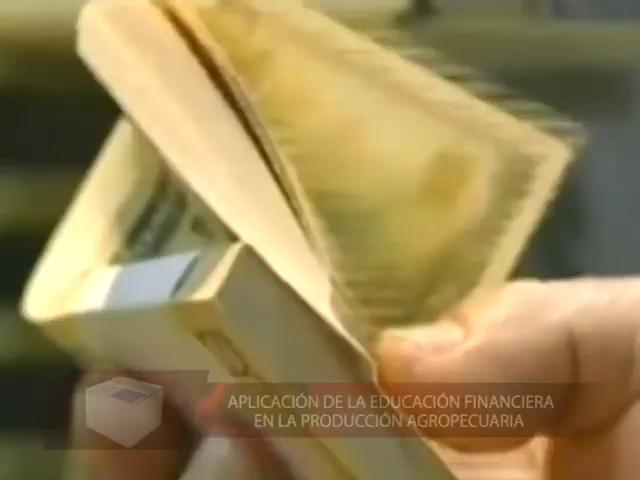 APLICACIÓN DE LA EDUCACIÓN FINANCIERA
EN LA PRODUCCIÓN AGROPECUARIA